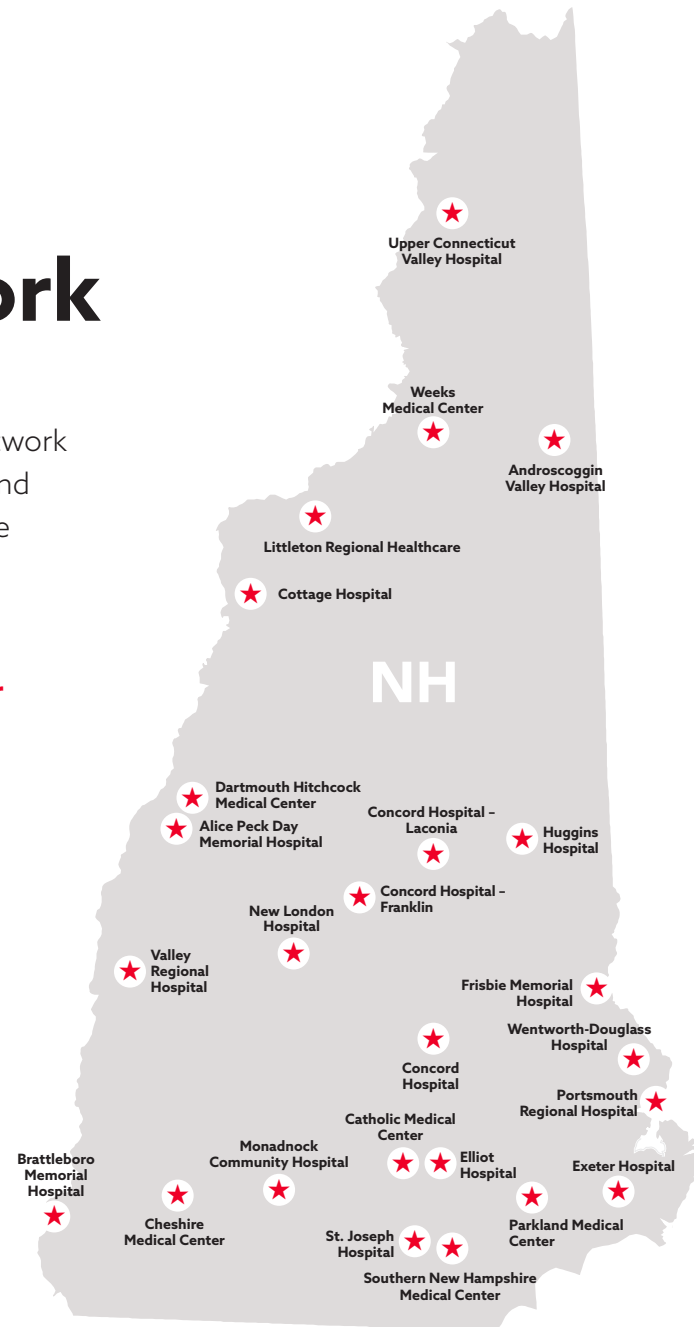 ork
twork
nd
e
Upper Connecticut
Valley Hospital
Weeks
Medical Center
Androscoggin
Valley Hospital
Littleton Regional Healthcare
Cottage Hospital
NH
Dartmouth Hitchcock
Medical Center
Alice Peck Day
Memorial Hospital
Concord Hospital –
Laconia
Huggins
Hospital
Concord Hospital –
Franklin
New London
Hospital
Valley
Regional
Hospital
Frisbie Memorial
Hospital
Wentworth-Douglass
Hospital
Concord
Hospital
Portsmouth
Regional Hospital
Catholic Medical
Center
Elliot
Hospital
Monadnock
Community Hospital
Brattleboro
Memorial
Hospital
Exeter Hospital
Cheshire
Medical Center
Parkland Medical
Center
St. Joseph
Hospital
Southern New Hampshire
Medical Center